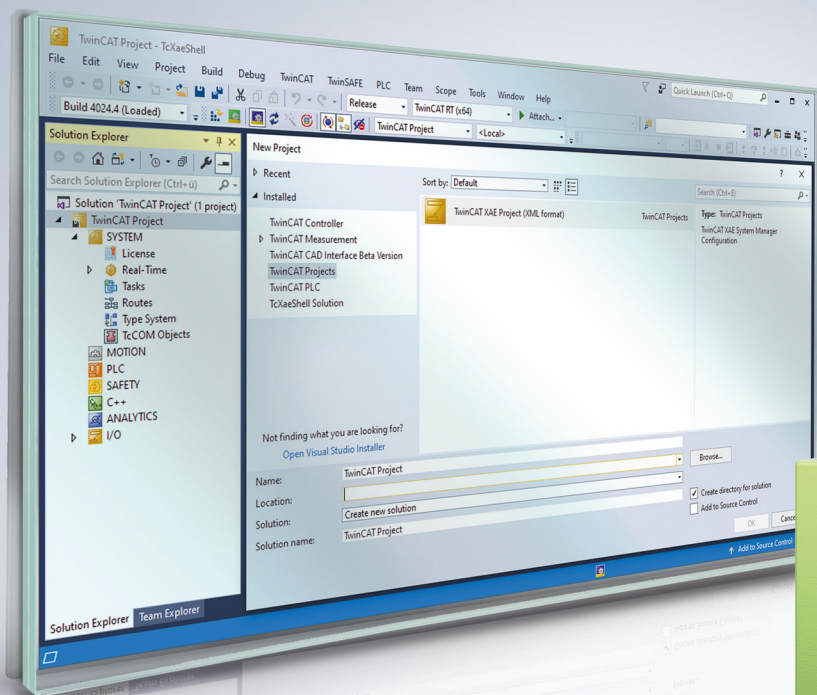 TwinCAT Project - TcXaeShell
File Edit View Project Build Debug TwinCAT TwinSAFE PLC Team Scope Tools Window Help
Quick Launch (Ctrl+Q)
Release TwinCAT RT (x64) Attach...
Build 4024.4 (Loaded) TwinCAT Project <Local>
Solution Explorer
Search Solution Explorer (Ctrl+ü)
Solution 'TwinCAT Project' (1 project)
TwinCAT Project
SYSTEM
License
Real-Time
Tasks
Routes
Type System
TcCOM Objects
MOTION
PLC
SAFETY
C++
ANALYTICS
I/O
Solution Explorer Team Explorer
New Project
? X
Recent
Installed
TwinCAT Controller
TwinCAT Measurement
TwinCAT CAD Interface Beta Version
TwinCAT Projects
TwinCAT PLC
TcXaeShell Solution
Not finding what you are looking for?
Open Visual Studio Installer
Sort by: Default
TwinCAT XAE Project (XML format) TwinCAT Projects
Search (Ctrl+E)
Type: TwinCAT Projects
TwinCAT XAE System Manager
Configuration
Name: TwinCAT Project
Location:
Browse...
Solution: Create new solution
Solution name: TwinCAT Project
Create directory for solution
Add to Source Control
OK Cance
Add to Source Control